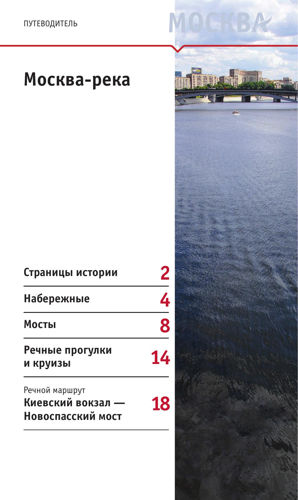 ПУТЕВОДИТЕЛЬ
МОСКВА
Москва-река
Страницы истории 2
Набережные 4
Мосты 8
Речные прогулки
и круизы 14
Речной маршрут
Киевский вокзал —
Новоспасский мост 18